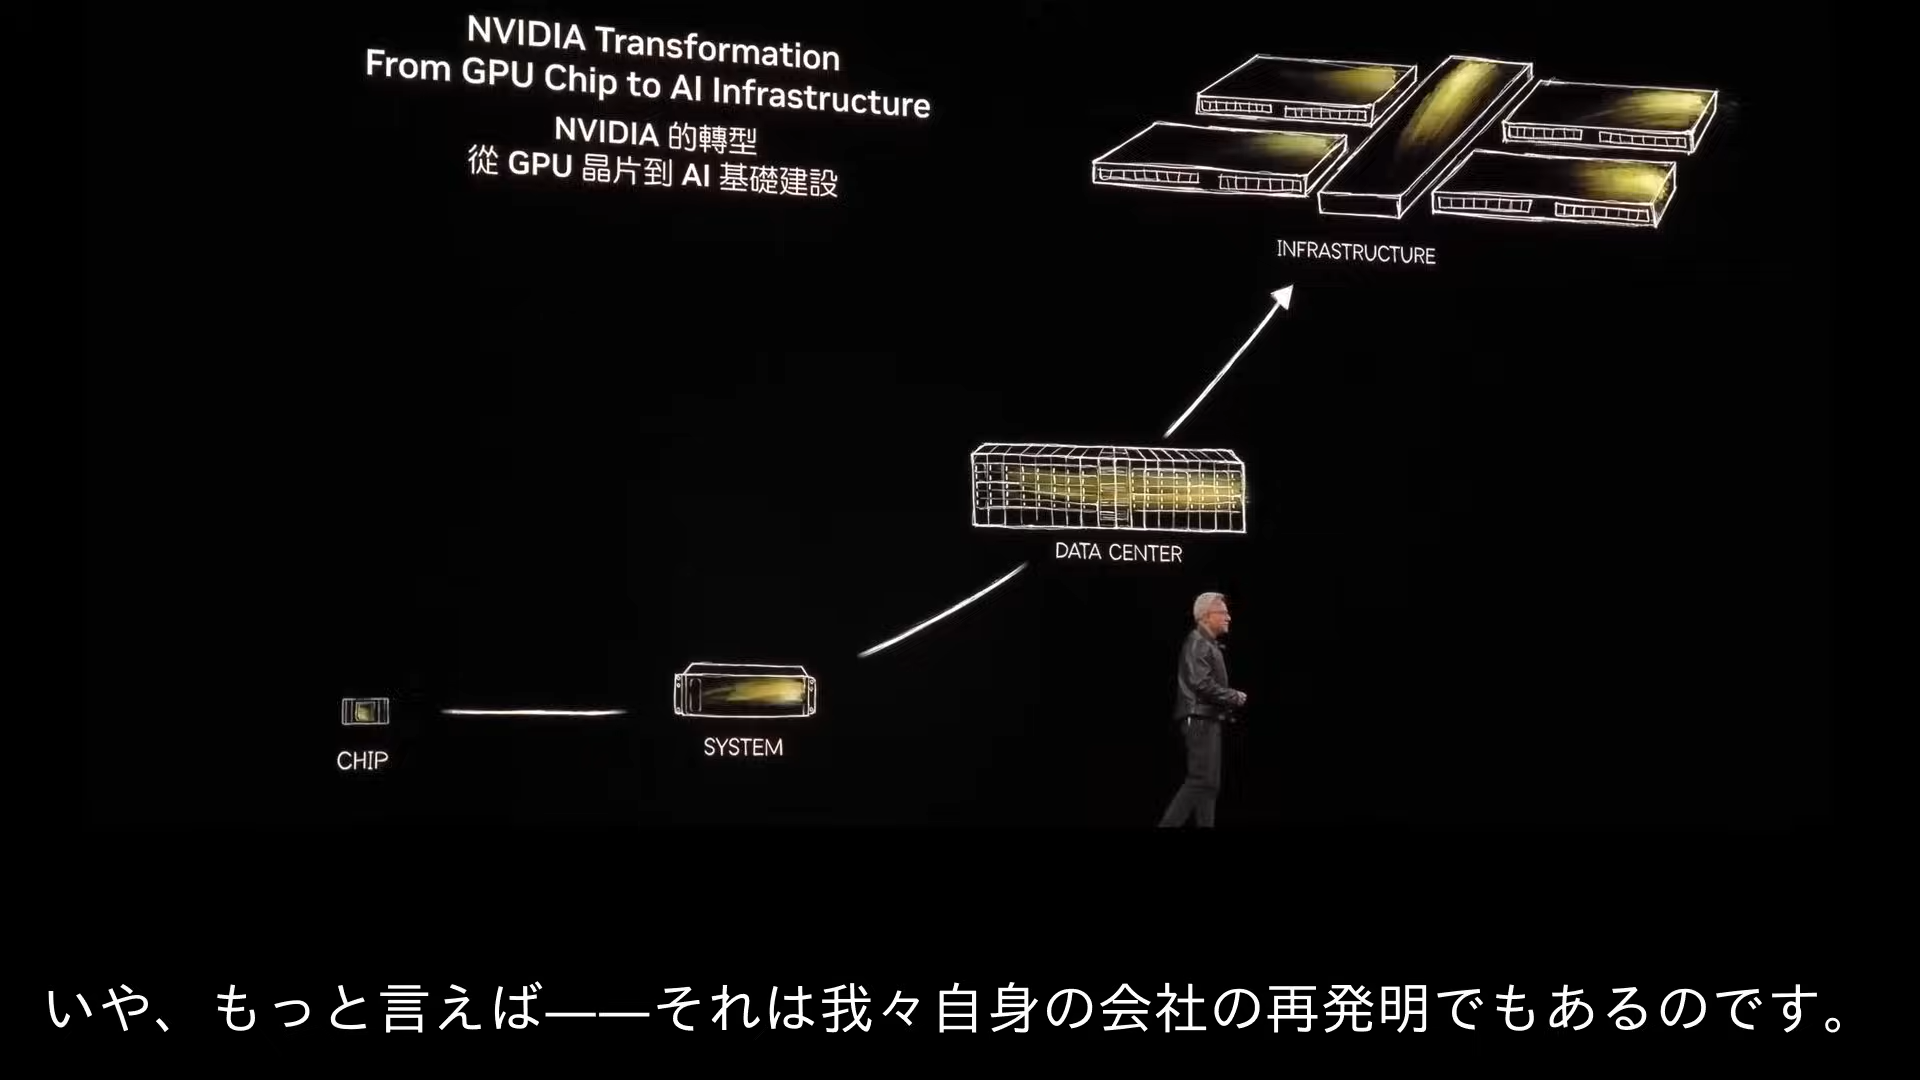 NVIDIA Transformation
From GPU Chip to AI Infrastructure
NVIDIA 的轉型
從 GPU 晶片到 AI 基礎建設
INFRASTRUCTURE
DATA CENTER
SYSTEM
CHIP
いや、もっと言えば——それは我々自身の会社の再発明でもあるのです。